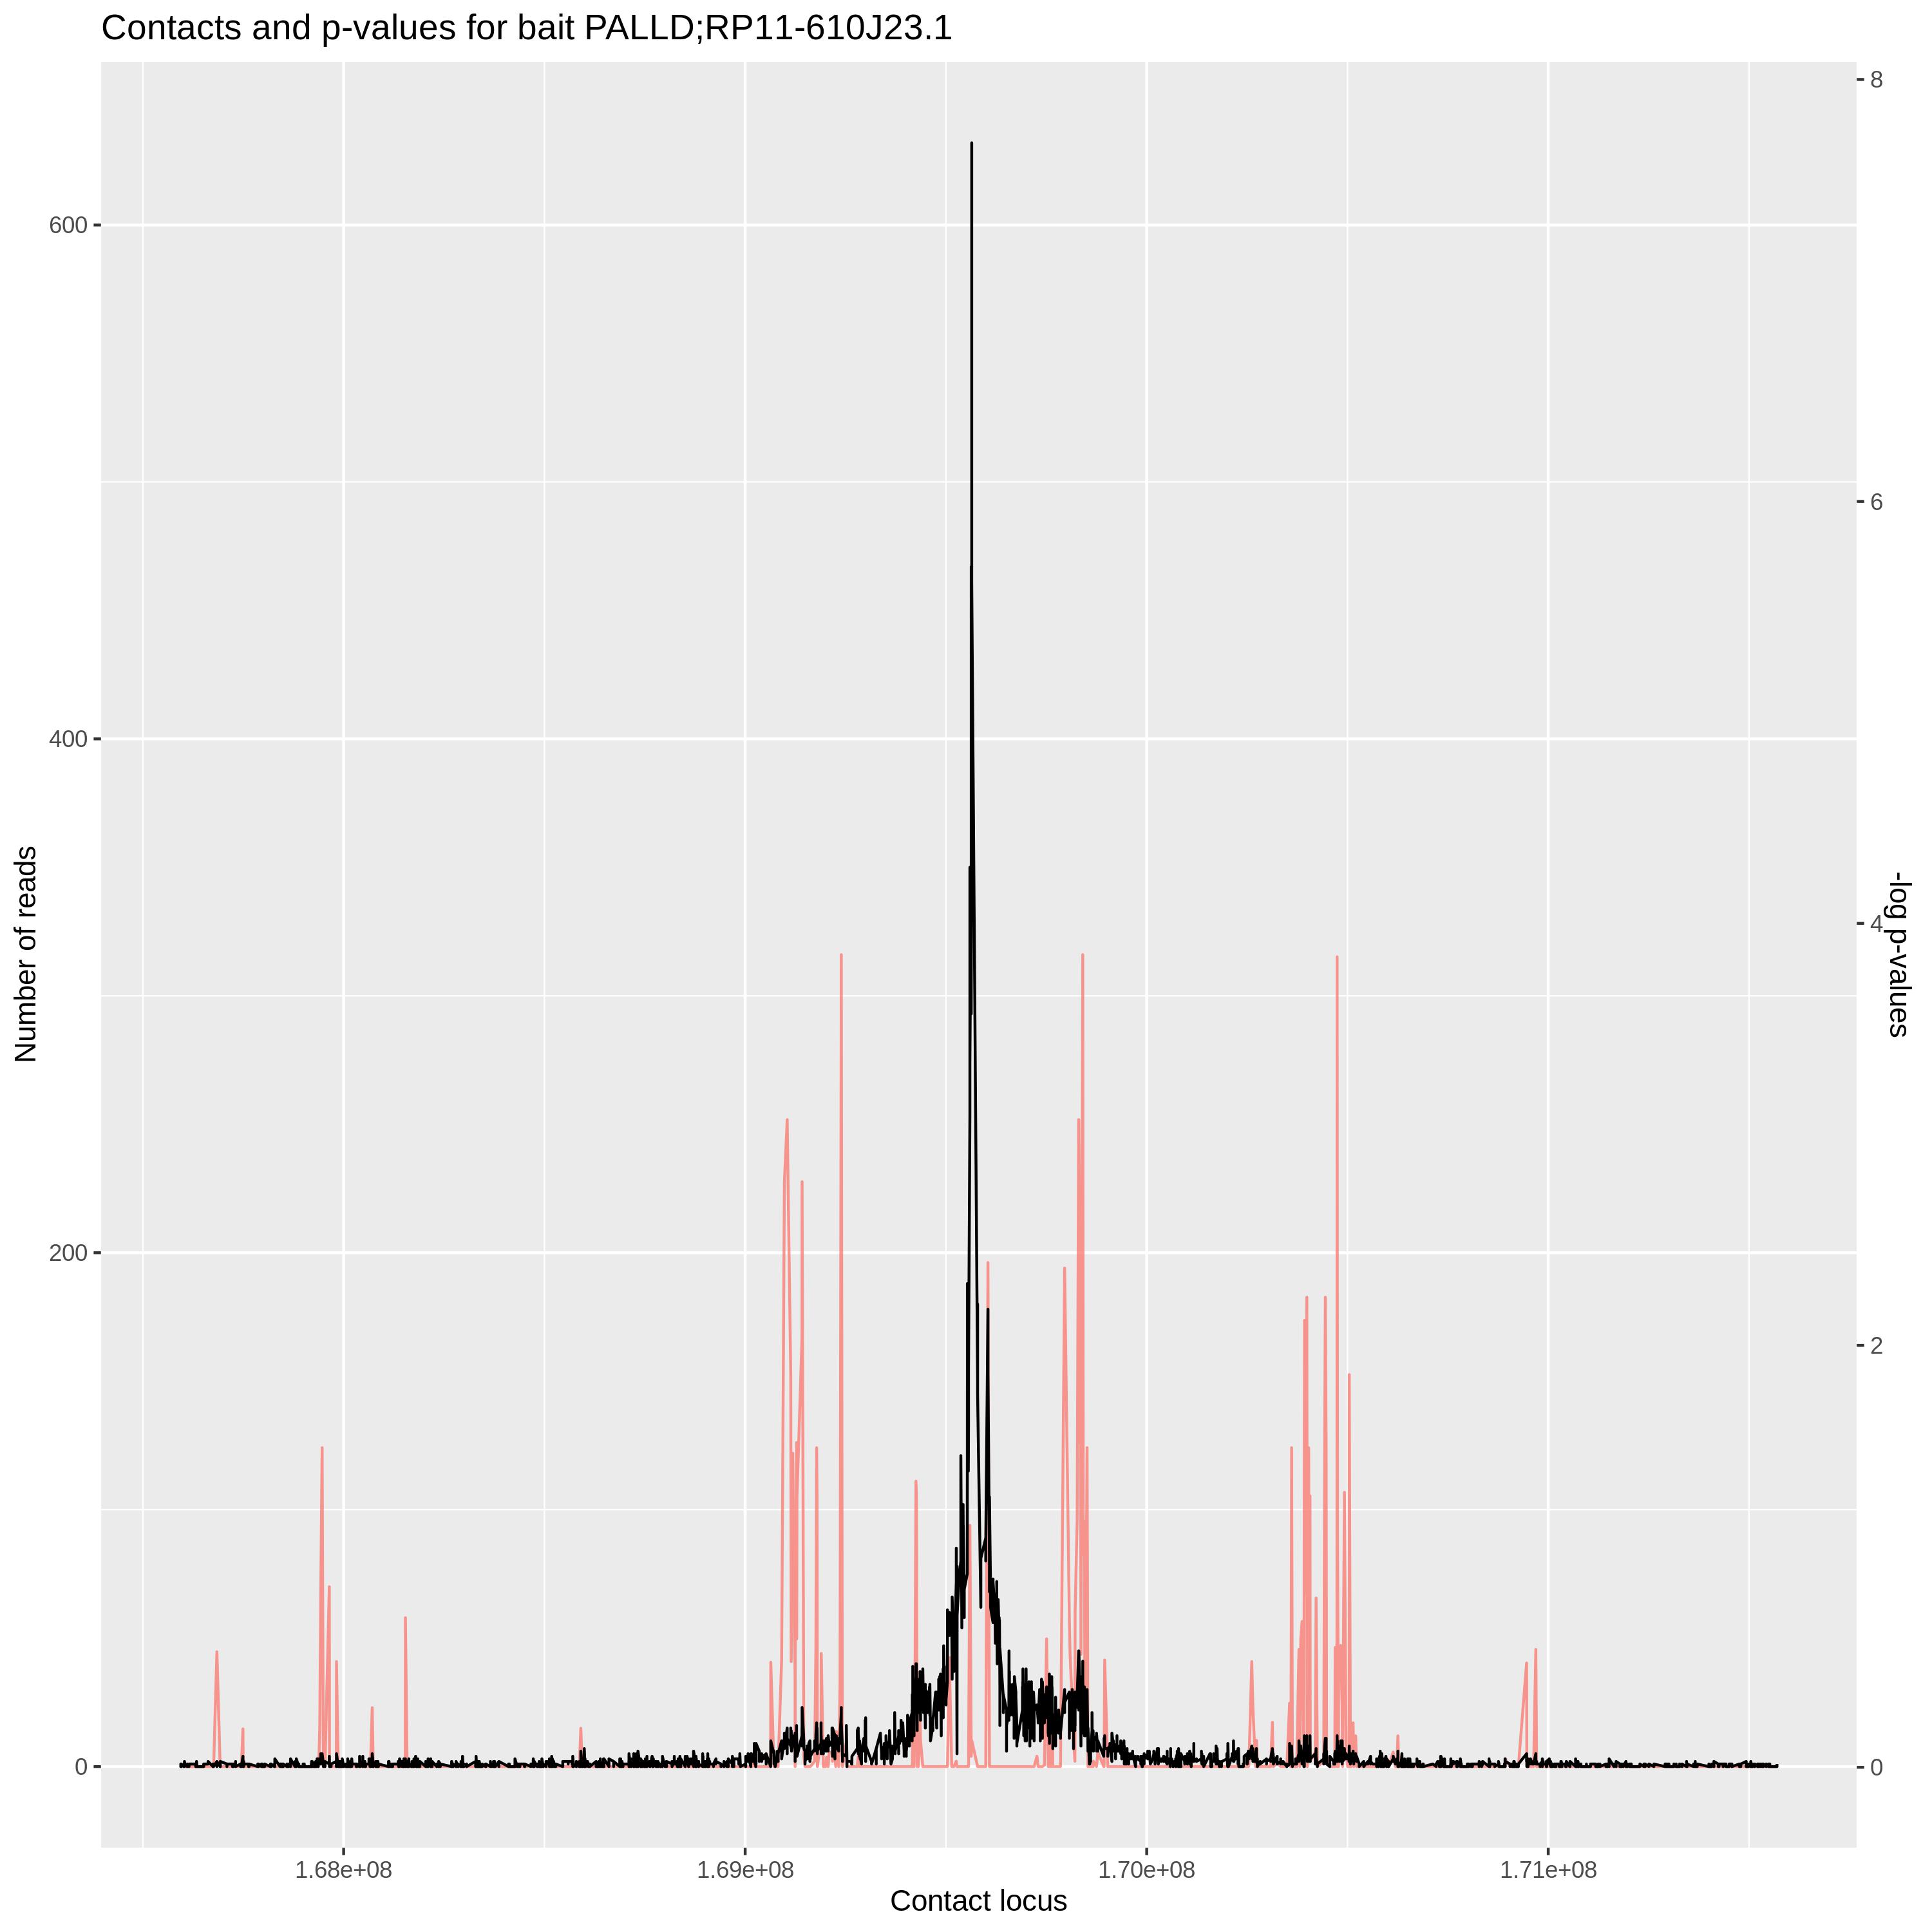 Contacts and p-values for bait PALLD;RP11-610J23.1
8
600
6
400
4
Number of reads
-log p-values
200
2
0
0
1.68e+08
1.69e+08
1.70e+08
1.71e+08
Contact locus